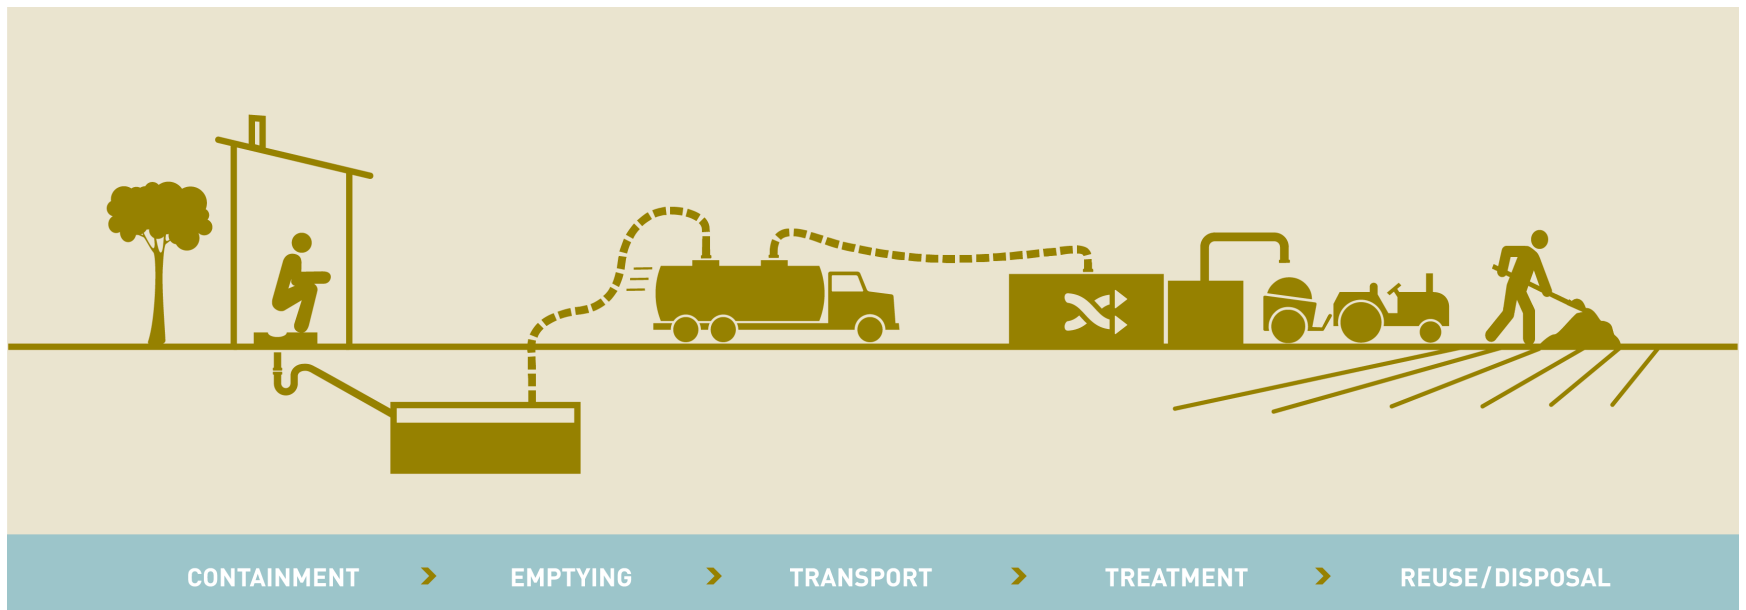 CONTAINMENT > EMPTYING > TRANSPORT > TREATMENT > REUSE/DISPOSAL